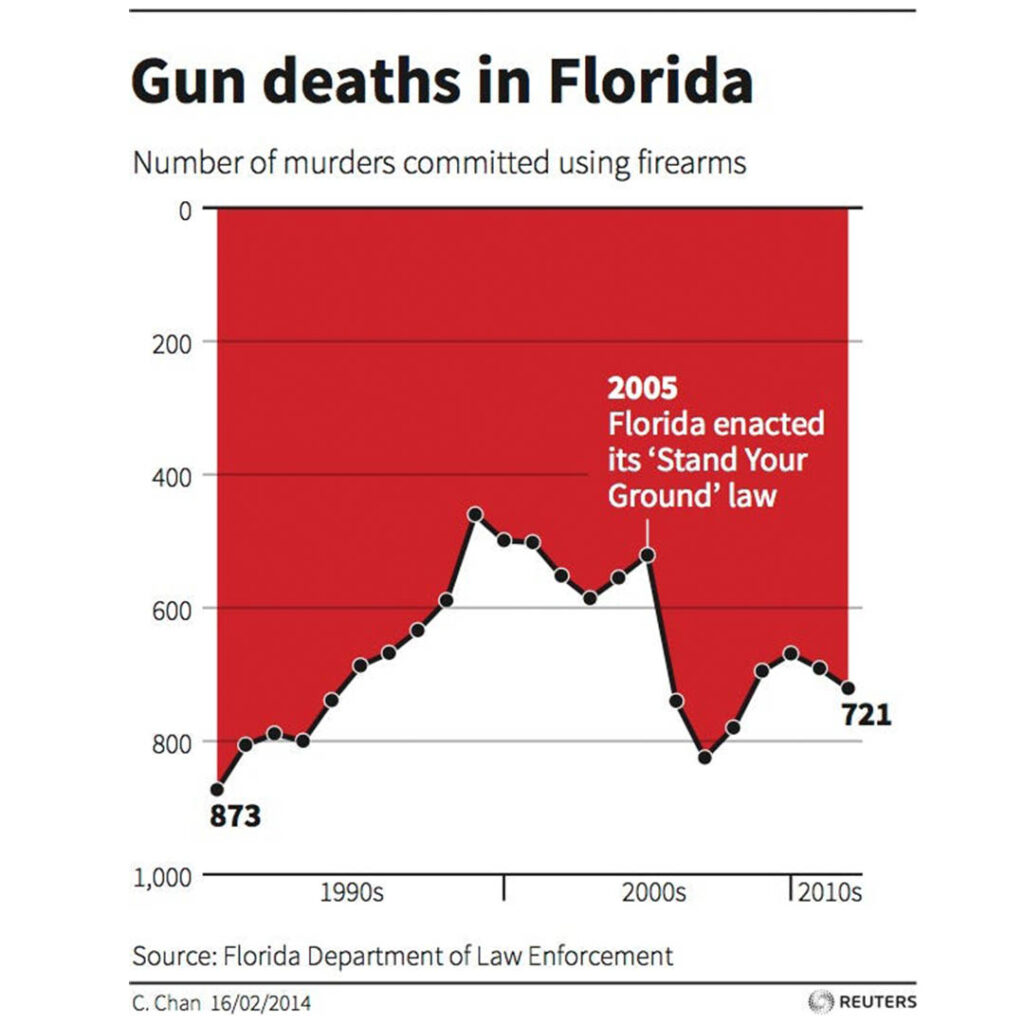 Gun deaths in Florida
Number of murders committed using firearms
0
200
400
600
800
1,000
2005
Florida enacted
its ‘Stand Your
Ground’ law
873
721
1990s
2000s
2010s
Source: Florida Department of Law Enforcement
C. Chan 16/02/2014
REUTERS